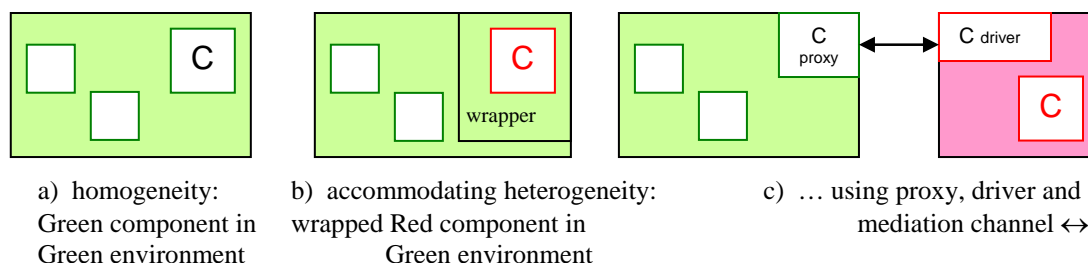 C
C
wrapper
C
proxy
C driver
C
a) homogeneity:
Green component in
Green environment
b) accommodating heterogeneity:
wrapped Red component in
Green environment
c) … using proxy, driver and
mediation channel ↔